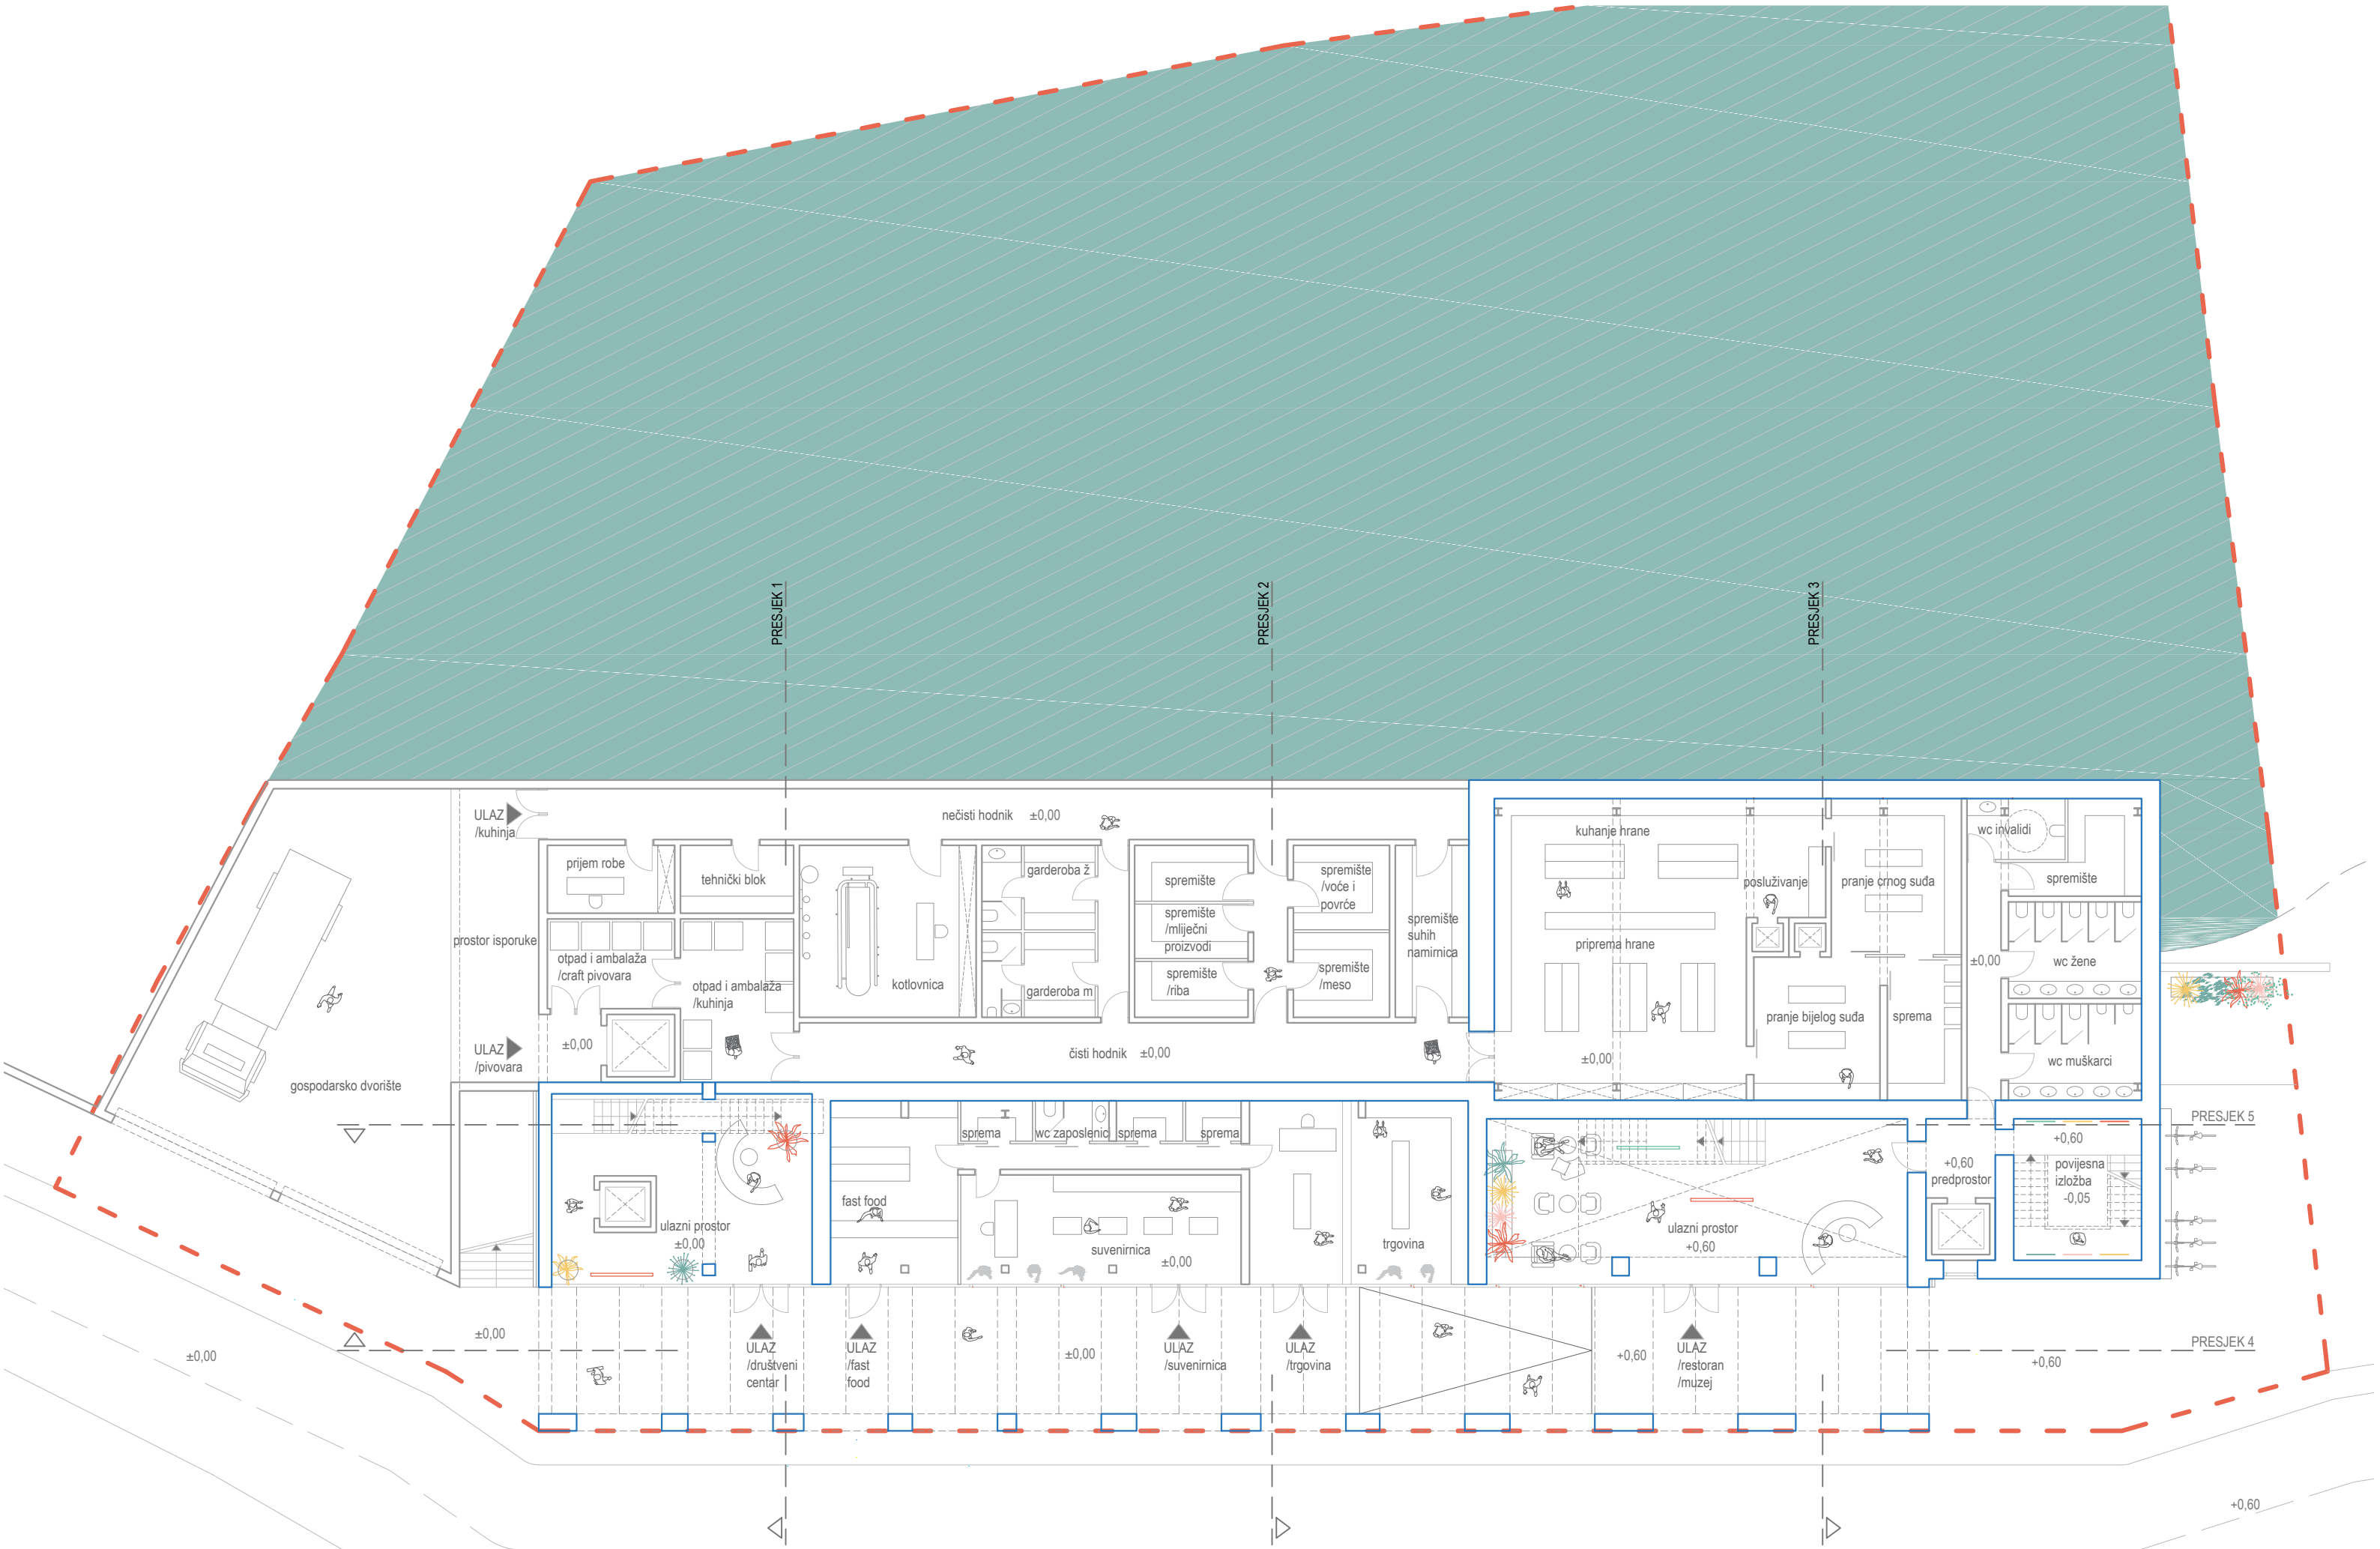 PRESJEK 1
PRESJEK 2
PRESJEK 3
ULAZ
/kuhinja
nečisti hodnik ±0,00
prijem robe
tehnički blok
garderoba ž
spremište
spremište
/voće i
povrće
kuhanje hrane
posluživanje
pranje crnog suđa
wc invalidi
spremište
prostor isporuke
otpad i ambalaža
/craft pivovara
otpad i ambalaža
/kuhinja
kotlovnica
garderoba m
spremište
/mliječni
proizvodi
spremište
/riba
spremište
/meso
spremište
suhih
namirnica
priprema hrane
pranje bijelog suđa
sprema
±0,00
wc žene
wc muškarci
ULAZ
/pivovara
±0,00
čisti hodnik ±0,00
±0,00
gospodarsko dvorište
sprema
wc zaposlenici
sprema
sprema
PRESJEK 5
+0,60
+0,60
predprostor
povijesna
izložba
-0,05
fast food
ulazni prostor
±0,00
suvenirnica
±0,00
trgovina
ulazni prostor
+0,60
±0,00
±0,00
ULAZ
/društveni
centar
ULAZ
/fast
food
±0,00
ULAZ
/suvenirnica
ULAZ
/trgovina
+0,60
ULAZ
/restoran
/muzej
PRESJEK 4
+0,60
+0,60